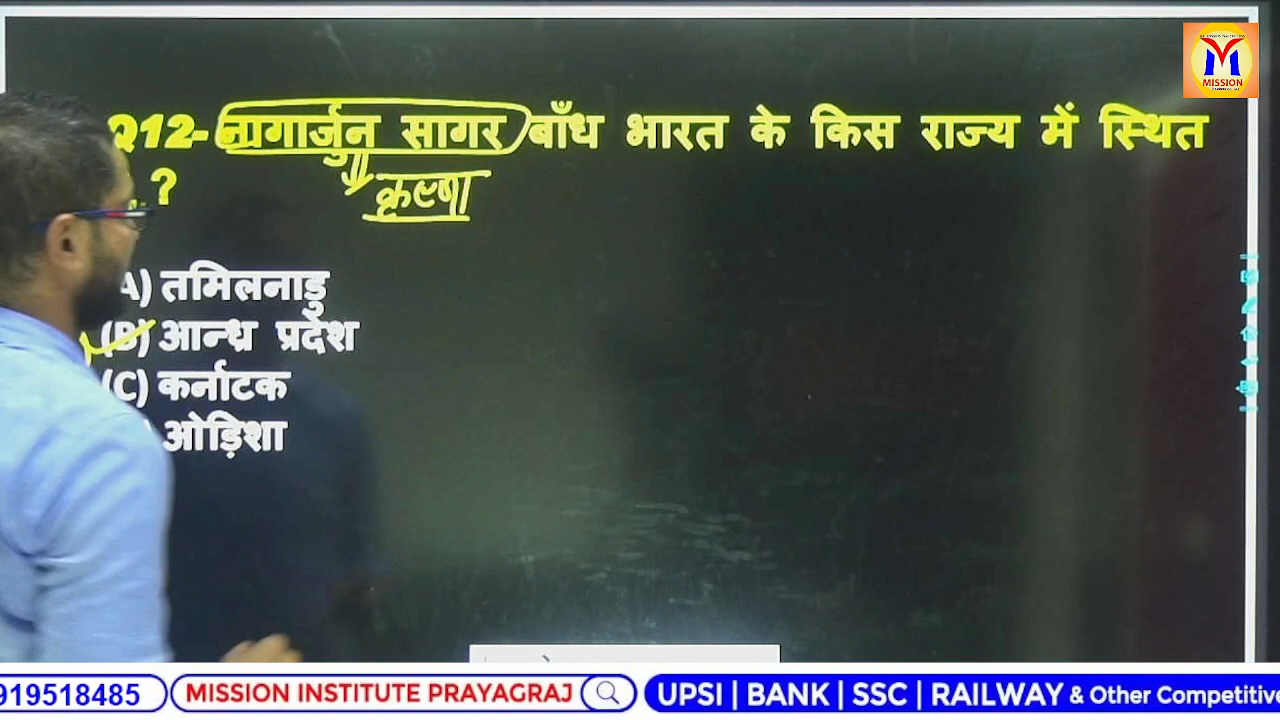 Q12- नागार्जुन सागर बाँध भारत के किस राज्य में स्थित
?
कृष्णा
A) तमिलनाडु
(B) आन्ध्र प्रदेश
(C) कर्नाटक
ओड़िशा
MISSION
919518485
MISSION INSTITUTE PRAYAGRAJ
UPSI | BANK | SSC | RAILWAY & Other Competitive